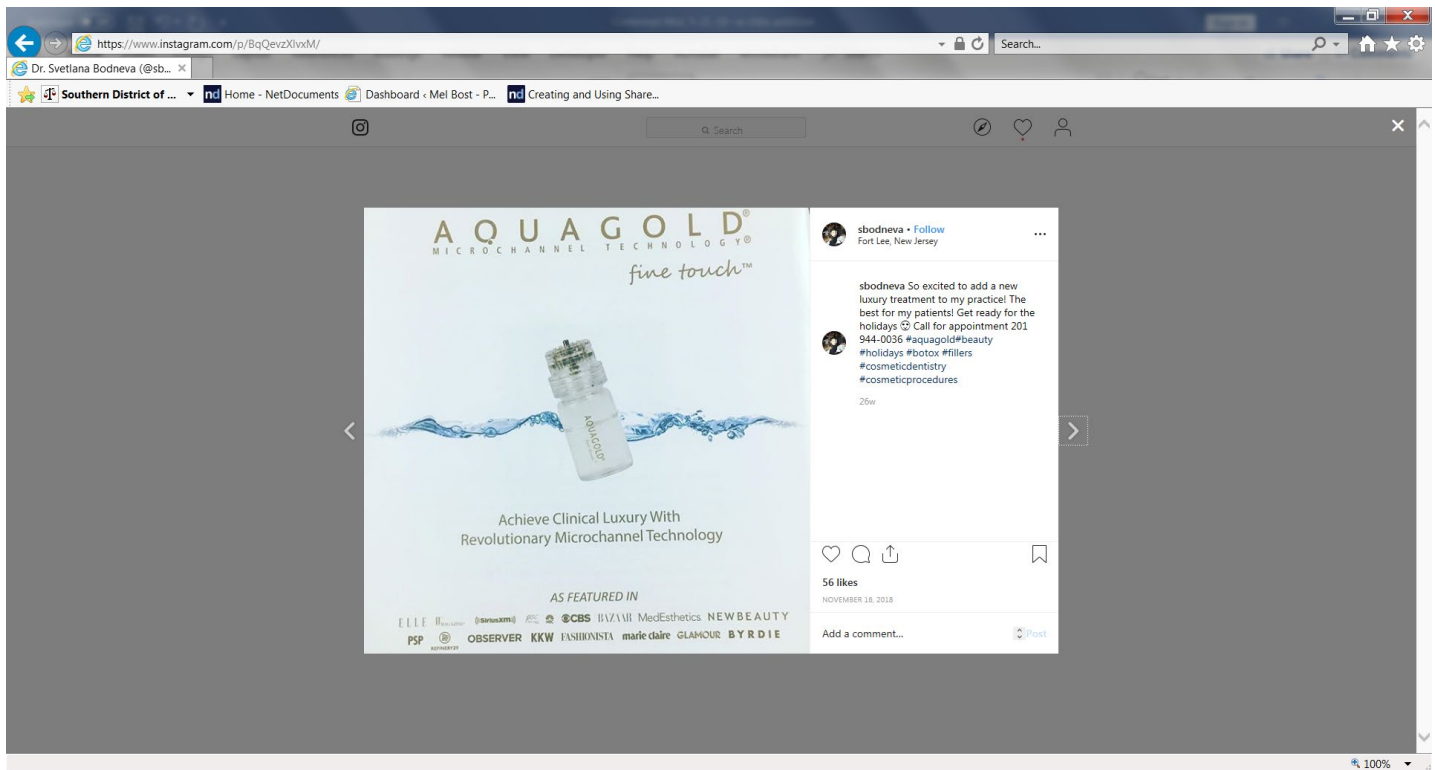 https://www.instagram.com/p/BqQevzXlvxM/
Search...
Dr. Svetlana Bodneva (@sb...
Southern District of ...
Home - NetDocuments
Dashboard ‹ Mel Bost - P...
Creating and Using Share...
Search
AQUAGOLD®
MICROCHANNEL TECHNOLOGY®
fine touch™
AQUAGOLD®
Achieve Clinical Luxury With
Revolutionary Microchannel Technology
AS FEATURED IN
ELLE ((SiriusXM)) CBS BAZAAR MedEsthetics NEWBEAUTY
PSP REFINERY29 OBSERVER KKW FASHIONISTA marie claire GLAMOUR BYRDIE
sbodneva • Follow
Fort Lee, New Jersey
sbodneva So excited to add a new
luxury treatment to my practice! The
best for my patients! Get ready for the
holidays 🙂 Call for appointment 201
944-0036 #aquagold#beauty
#holidays #botox #fillers
#cosmeticdentistry
#cosmeticprocedures
26w
56 likes
NOVEMBER 16, 2018
Add a comment...
Post
100%